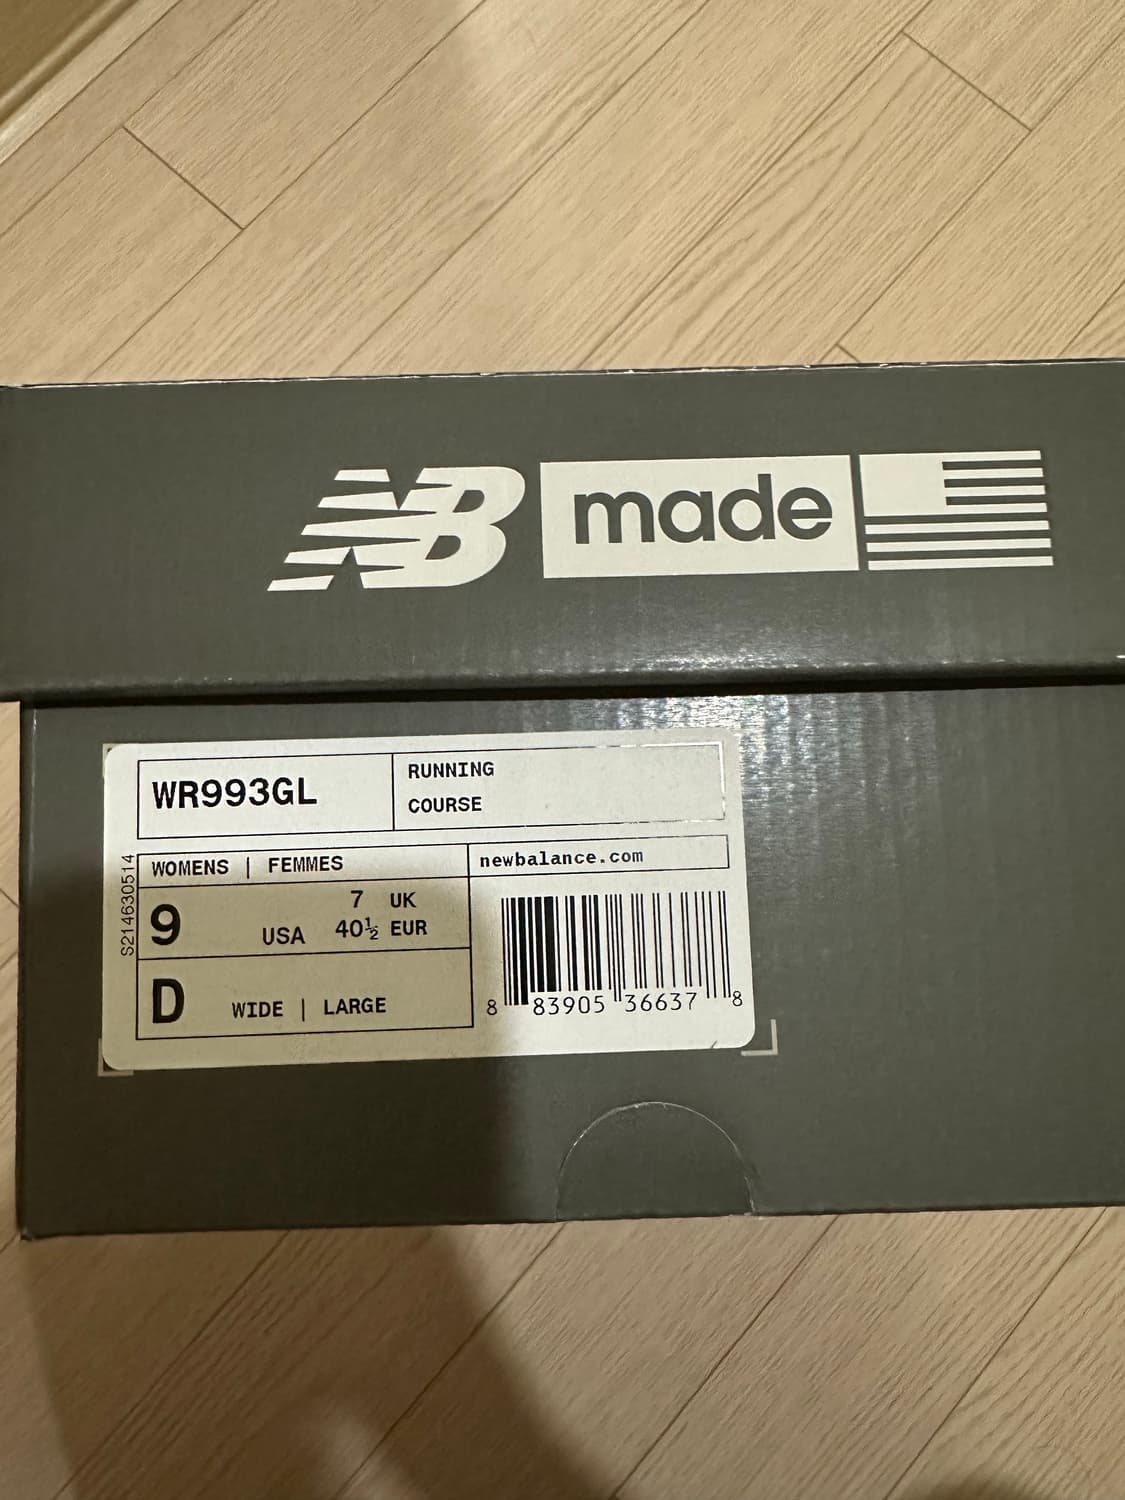 NB made
WR993GL
RUNNING
COURSE
WOMENS | FEMMES
newbalance.com
9 USA
7 UK
40½ EUR
D WIDE | LARGE
S214630514
8 83905 36637 8